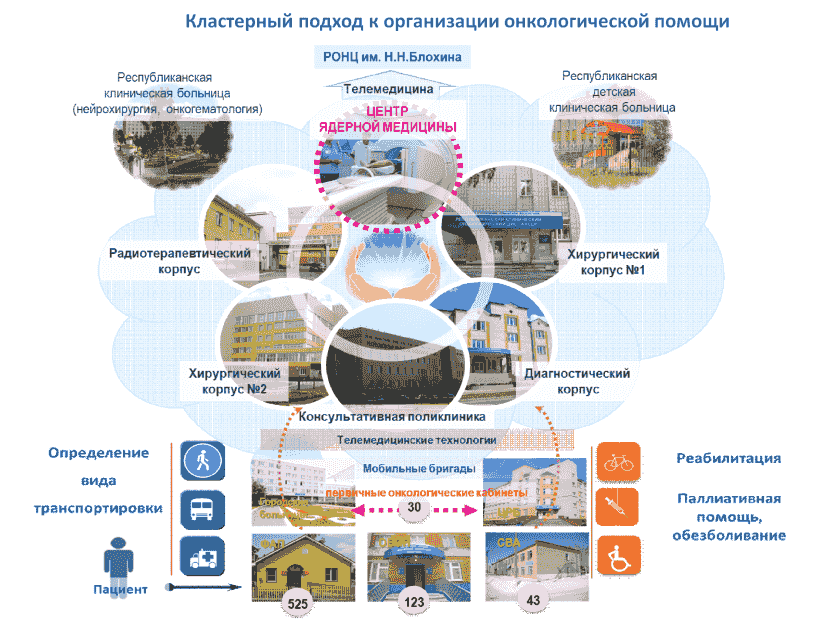 Кластерный подход к организации онкологической помощи
РОНЦ им. Н.Н.Блохина
Республиканская
клиническая больница
(нейрохирургия, онкогематология)
Телемедицина
ЦЕНТР
ЯДЕРНОЙ МЕДИЦИНЫ
Республиканская
детская
клиническая больница
Радиотерапевтический
корпус
Хирургический
корпус №1
Хирургический
корпус №2
Диагностический
корпус
Консультативная поликлиника
Телемедицинские технологии
Мобильные бригады
первичные онкологические кабинеты
30
ЦРБ
Определение
вида
транспортировки
Реабилитация
Паллиативная
помощь,
обезболивание
Пациент
ФАП
СВА
525
123
43